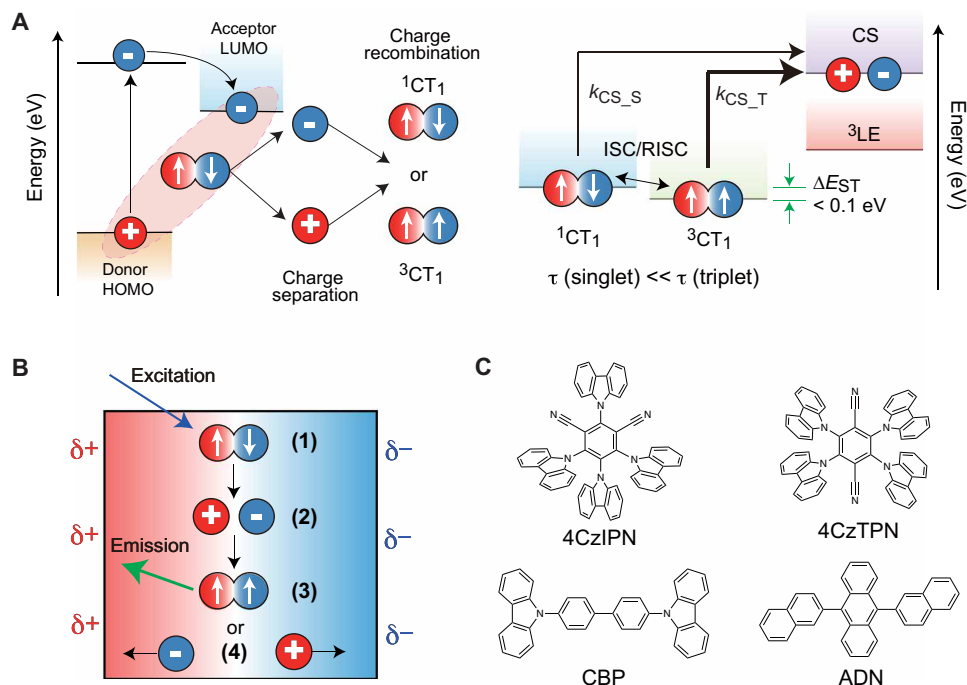 A
Energy (eV)
Acceptor
LUMO
-
-
-
+
Donor
HOMO
-
+
Charge
separation
Charge
recombination
¹CT₁
or
³CT₁
k_CS_S
k_CS_T
ISC/RISC
¹CT₁
³CT₁
τ (singlet) << τ (triplet)
CS
+ -
³LE
ΔE_ST
< 0.1 eV
Energy (eV)
B
Excitation
δ+
(1)
δ−
+ -
(2)
δ+
δ−
Emission
(3)
or
δ+
- (4) +
δ−
C
N
N
N
N
N
N
4CzIPN
N
N
N
N
N
N
4CzTPN
N
N
CBP
ADN